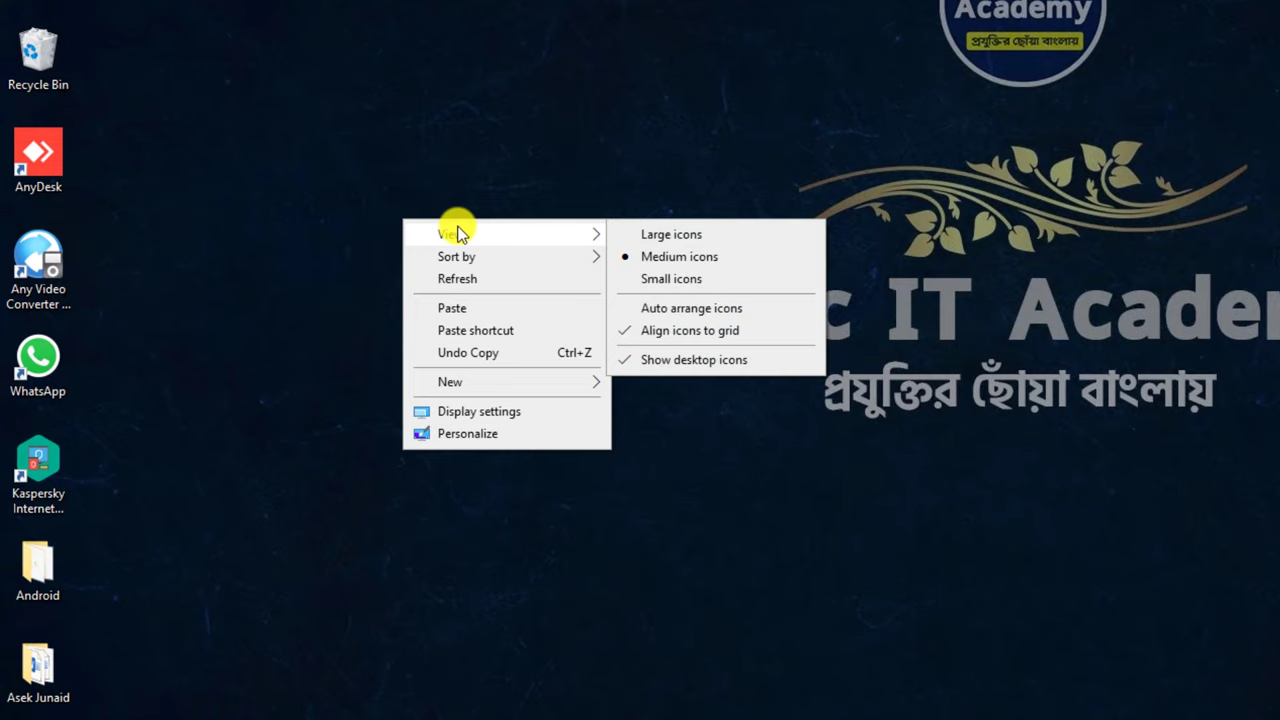 Academy
প্রযুক্তির ছোঁয়া বাংলায়
Recycle Bin
AnyDesk
Any Video
Converter ...
WhatsApp
Kaspersky
Internet...
Android
Asek Junaid
View
Sort by
Refresh
Paste
Paste shortcut
Undo Copy Ctrl+Z
New
Display settings
Personalize
Large icons
Medium icons
Small icons
Auto arrange icons
Align icons to grid
Show desktop icons
c IT Academ
প্রযুক্তির ছোঁয়া বাংলায়